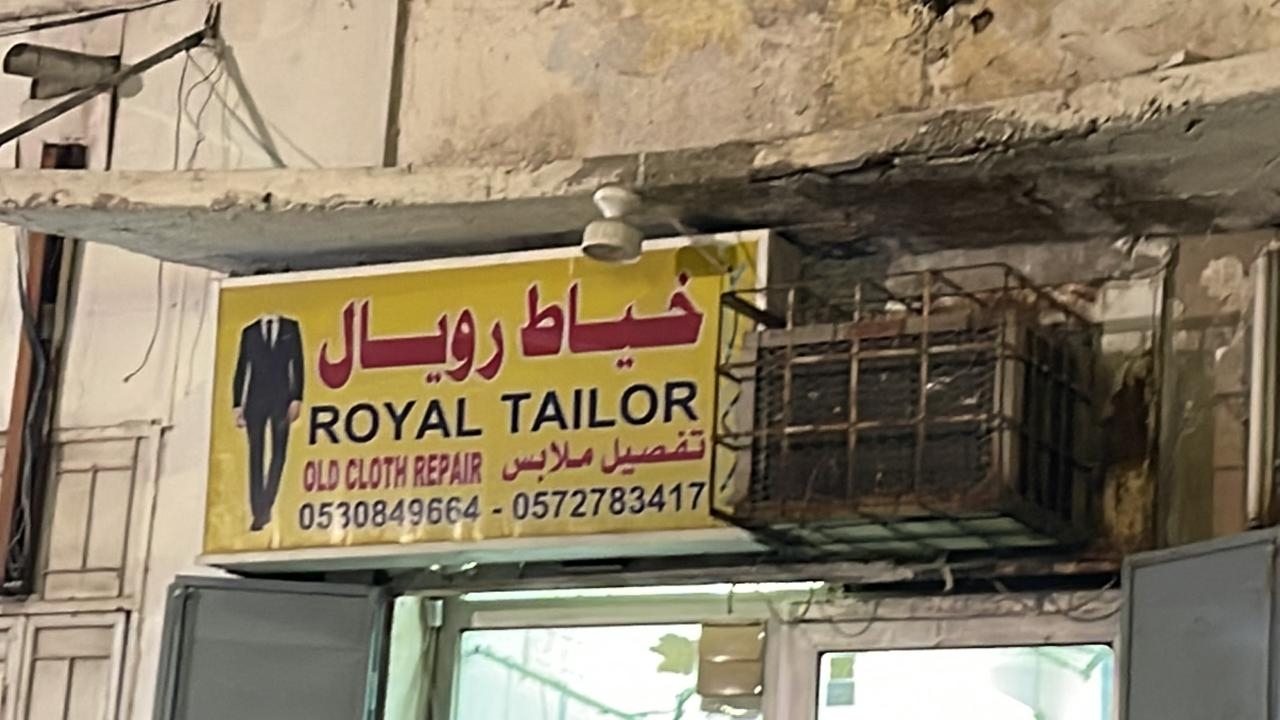 خياط رويال
ROYAL TAILOR
OLD CLOTH REPAIR تفصيل ملابس
0530849664 - 0572783417